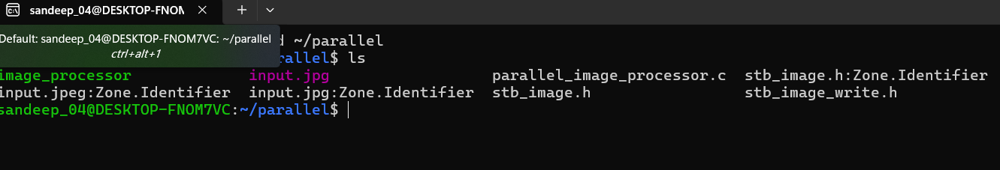 sandeep_04@DESKTOP-FNOM7VC
Default: sandeep_04@DESKTOP-FNOM7VC: ~/parallel
ctrl+alt+1
d ~/parallel
rallel$ ls
image_processor input.jpg parallel_image_processor.c stb_image.h:Zone.Identifier
input.jpeg:Zone.Identifier input.jpg:Zone.Identifier stb_image.h stb_image_write.h
sandeep_04@DESKTOP-FNOM7VC:~/parallel$